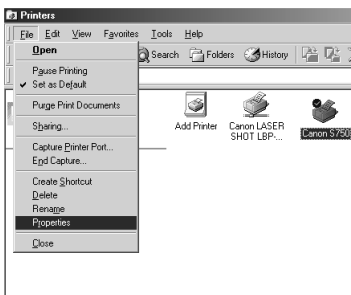 Printers
File Edit View Favorites Tools Help
Open
Search Folders History
Pause Printing
Set as Default
Purge Print Documents
Sharing...
Add Printer
Canon LASER
SHOT LBP-...
Canon S750
Capture Printer Port...
End Capture...
Create Shortcut
Delete
Rename
Properties
Close